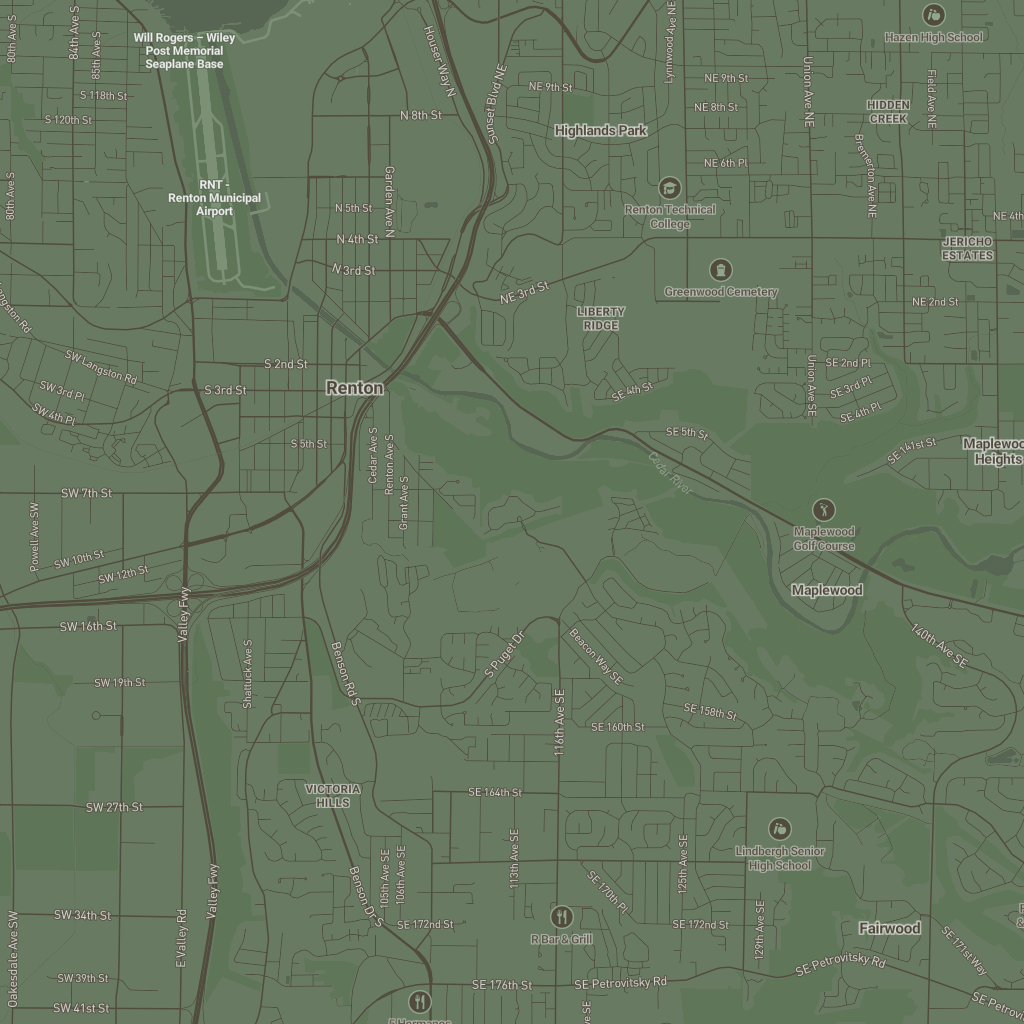 80th Ave S
84th Ave S
85th Ave S
Will Rogers – Wiley
Post Memorial
Seaplane Base
Houser Way N
Sunset Blvd NE
Lynnwood Ave NE
Hazen High School
S 118th St
S 120th St
N 8th St
NE 9th St
NE 9th St
NE 8th St
Union Ave NE
Field Ave NE
HIDDEN
CREEK
Highlands Park
Bremerton Ave NE
NE 6th Pl
80th Ave S
RNT -
Renton Municipal
Airport
Garden Ave N
N 5th St
N 4th St
N 3rd St
Renton Technical
College
NE 4th
JERICHO
ESTATES
Greenwood Cemetery
NE 3rd St
LIBERTY
RIDGE
NE 2nd St
Langston Rd
SW Langston Rd
SW 3rd Pl
SW 4th Pl
S 2nd St
S 3rd St
Renton
SE 4th St
Union Ave SE
SE 2nd Pl
SE 3rd Pl
SE 4th Pl
S 5th St
Cedar Ave S
Renton Ave S
Grant Ave S
SE 5th St
Cedar River
SE 141st St
Maplewoo
Heights
SW 7th St
Powell Ave SW
SW 10th St
SW 12th St
Maplewood
Golf Course
Maplewood
Valley Fwy
SW 16th St
Shattuck Ave S
Benson Rd S
S Puget Dr
Beacon Way SE
140th Ave SE
SW 19th St
116th Ave SE
SE 158th St
SE 160th St
VICTORIA
HILLS
SE 164th St
SW 27th St
Lindbergh Senior
High School
113th Ave SE
125th Ave SE
105th Ave SE
106th Ave SE
Benson Dr S
SE 170th Pl
Valley Fwy
E Valley Rd
Oakesdale Ave SW
SW 34th St
SE 172nd St
R Bar & Grill
SE 172nd St
129th Ave SE
Fairwood
SE 171st Way
SW 39th St
SW 41st St
SE 176th St
SE Petrovitsky Rd
SE Petrovitsky Rd
SE Petrov